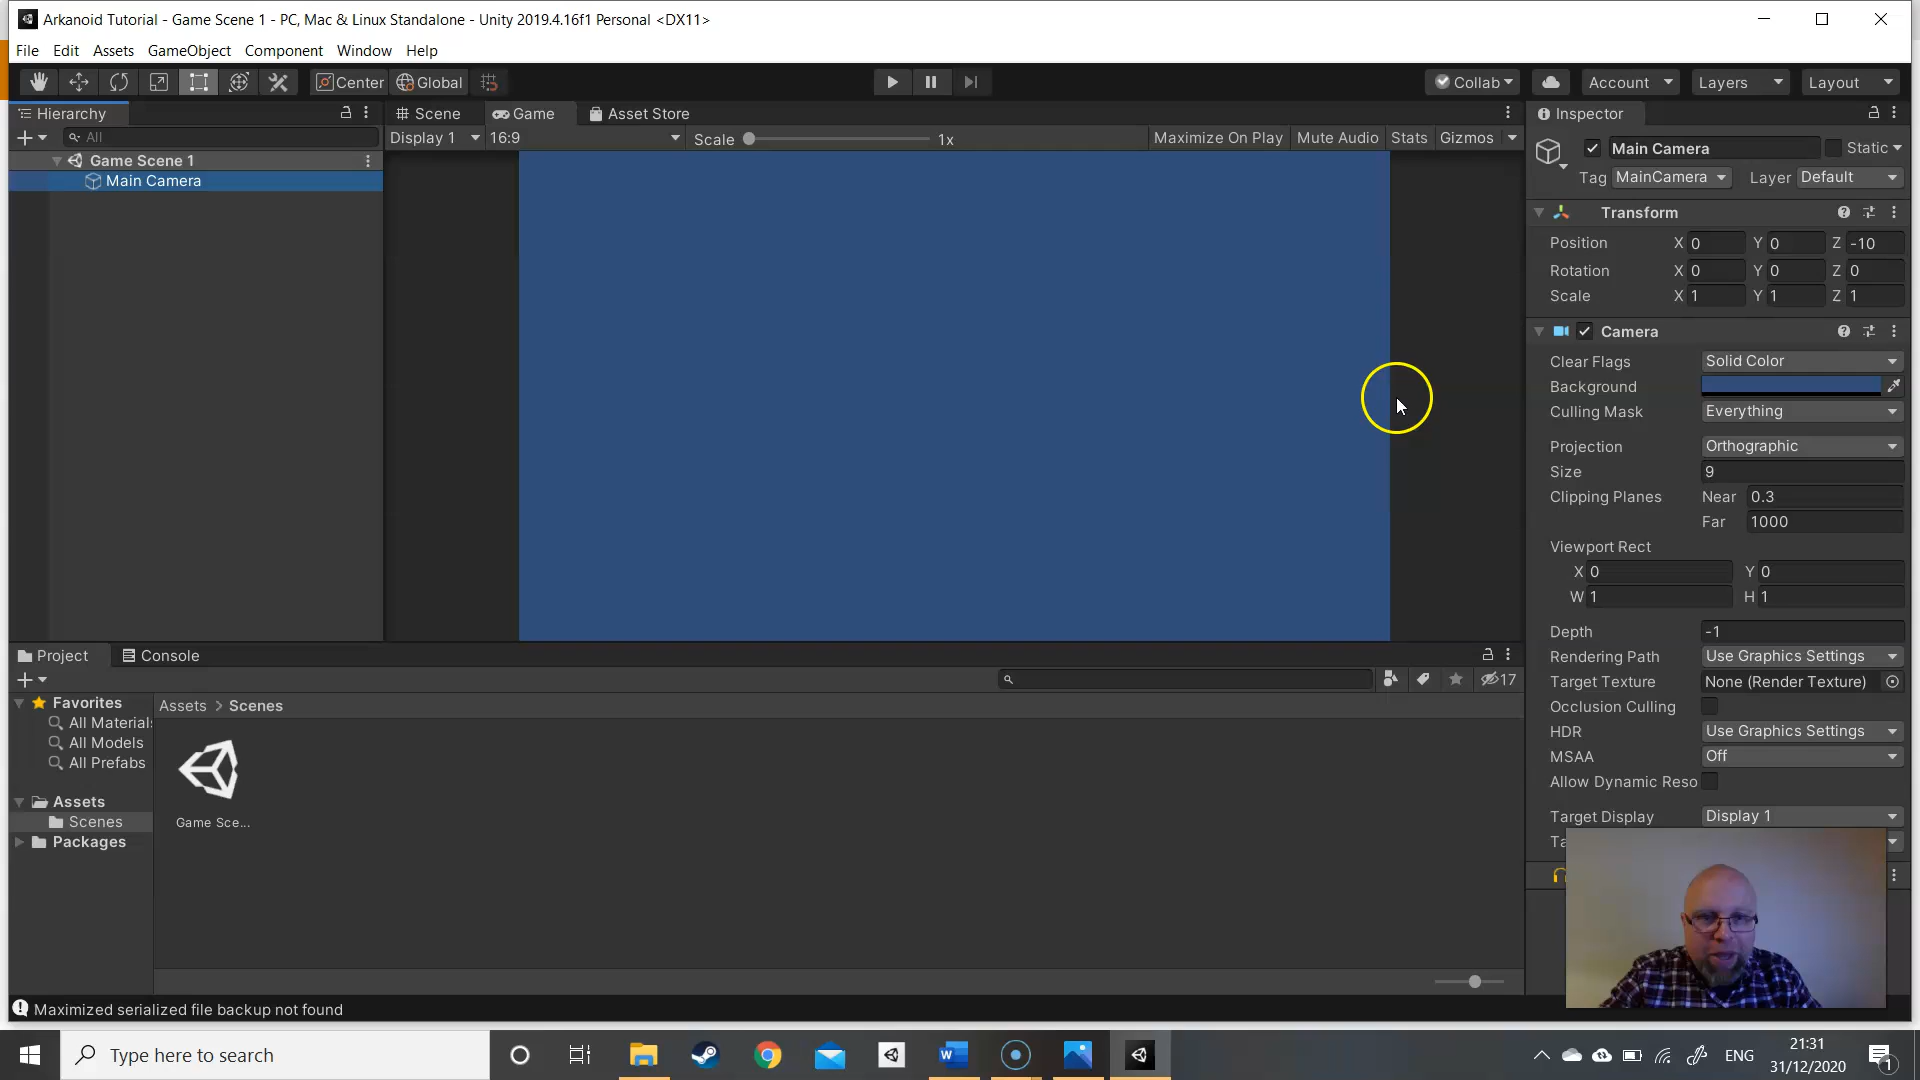 Arkanoid Tutorial - Game Scene 1 - PC, Mac & Linux Standalone - Unity 2019.4.16f1 Personal <DX11>
File Edit Assets GameObject Component Window Help
Center Global Collab Account Layers Layout
Hierarchy Scene Game Asset Store Inspector
All Display 1 16:9 Scale 1x Maximize On Play Mute Audio Stats Gizmos
Game Scene 1
Main Camera
Main Camera Static
Tag MainCamera Layer Default
Transform
Position X 0 Y 0 Z -10
Rotation X 0 Y 0 Z 0
Scale X 1 Y 1 Z 1
Camera
Clear Flags Solid Color
Background
Culling Mask Everything
Projection Orthographic
Size 9
Clipping Planes Near 0.3
Far 1000
Viewport Rect
X 0 Y 0
W 1 H 1
Depth -1
Rendering Path Use Graphics Settings
Target Texture None (Render Texture)
Occlusion Culling
HDR Use Graphics Settings
MSAA Off
Allow Dynamic Reso
Target Display Display 1
Project Console
17
Favorites
All Materials
All Models
All Prefabs
Assets
Scenes
Packages
Assets > Scenes
Game Sce...
Maximized serialized file backup not found
Type here to search
ENG
21:31
31/12/2020
1